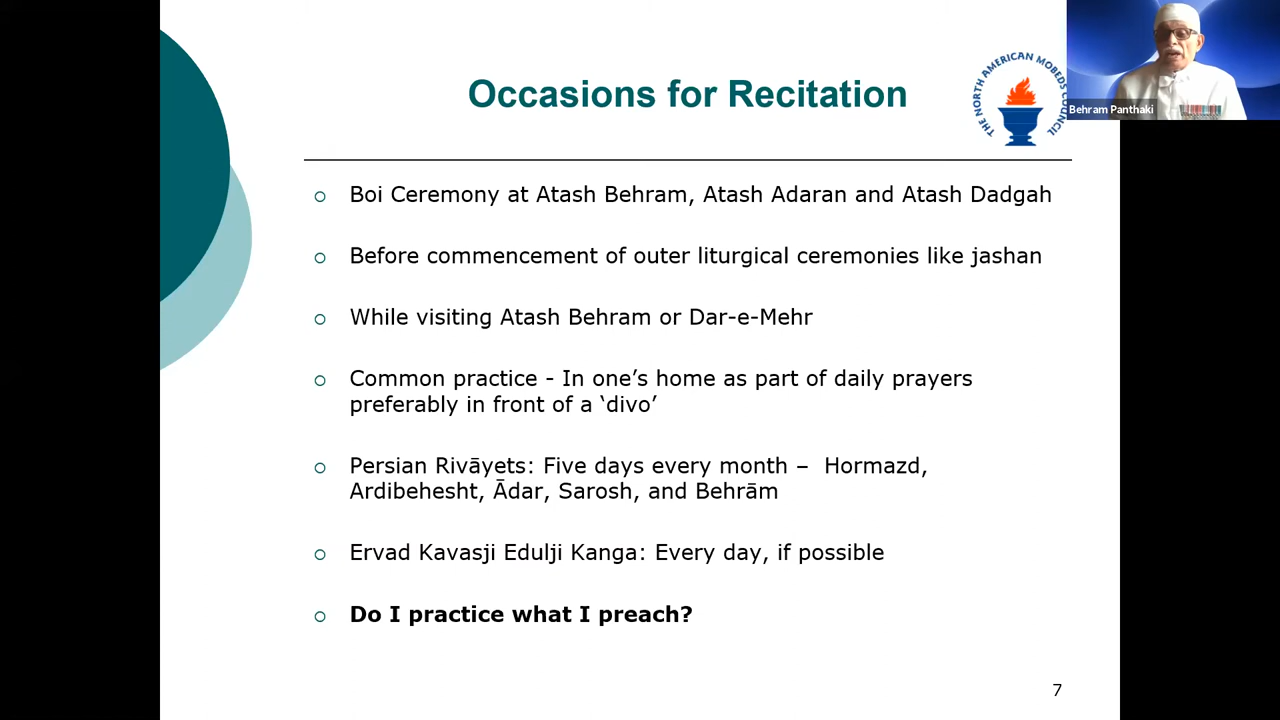 Occasions for Recitation
THE NORTH AMERICAN MOBEDS COUNCIL
Behram Panthaki
Boi Ceremony at Atash Behram, Atash Adaran and Atash Dadgah
Before commencement of outer liturgical ceremonies like jashan
While visiting Atash Behram or Dar-e-Mehr
Common practice - In one’s home as part of daily prayers
preferably in front of a ‘divo’
Persian Rivāyets: Five days every month – Hormazd,
Ardibehesht, Ādar, Sarosh, and Behrām
Ervad Kavasji Edulji Kanga: Every day, if possible
Do I practice what I preach?
7